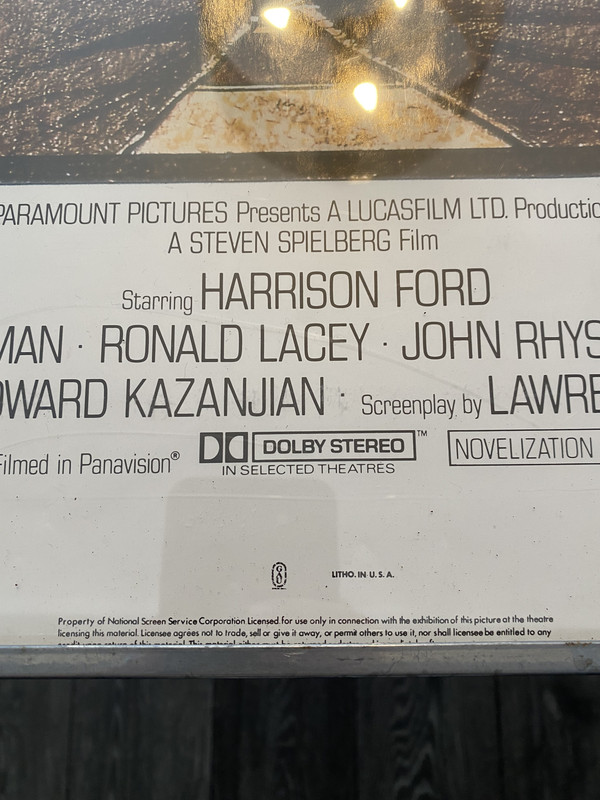 PARAMOUNT PICTURES Presents A LUCASFILM LTD. Productio
A STEVEN SPIELBERG Film
Starring HARRISON FORD
MAN · RONALD LACEY · JOHN RHYS
OWARD KAZANJIAN · Screenplay by LAWRE
Filmed in Panavision® DOLBY STEREO™ NOVELIZATION
IN SELECTED THEATRES
LITHO. IN U. S. A.
Property of National Screen Service Corporation Licensed for use only in connection with the exhibition of this picture at the theatre
licensing this material. Licensee agrees not to trade, sell or give it away, or permit others to use it, nor shall licensee be entitled to any